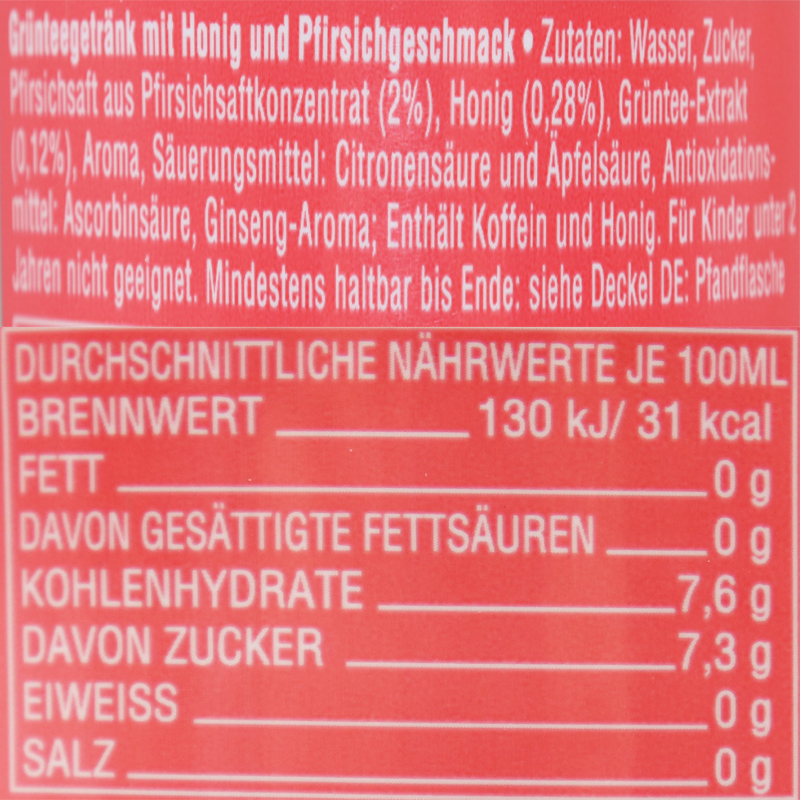 Grünteegetränk mit Honig und Pfirsichgeschmack • Zutaten: Wasser, Zucker,
Pfirsichsaft aus Pfirsichsaftkonzentrat (2%), Honig (0,28%), Grüntee-Extrakt
(0,12%), Aroma, Säuerungsmittel: Citronensäure und Äpfelsäure, Antioxidations-
mittel: Ascorbinsäure, Ginseng-Aroma; Enthält Koffein und Honig. Für Kinder unter 2
Jahren nicht geeignet. Mindestens haltbar bis Ende: siehe Deckel DE: Pfandflasche
DURCHSCHNITTLICHE NÄHRWERTE JE 100ML
BRENNWERT 130 kJ/ 31 kcal
FETT 0 g
DAVON GESÄTTIGTE FETTSÄUREN 0 g
KOHLENHYDRATE 7,6 g
DAVON ZUCKER 7,3 g
EIWEISS 0 g
SALZ 0 g